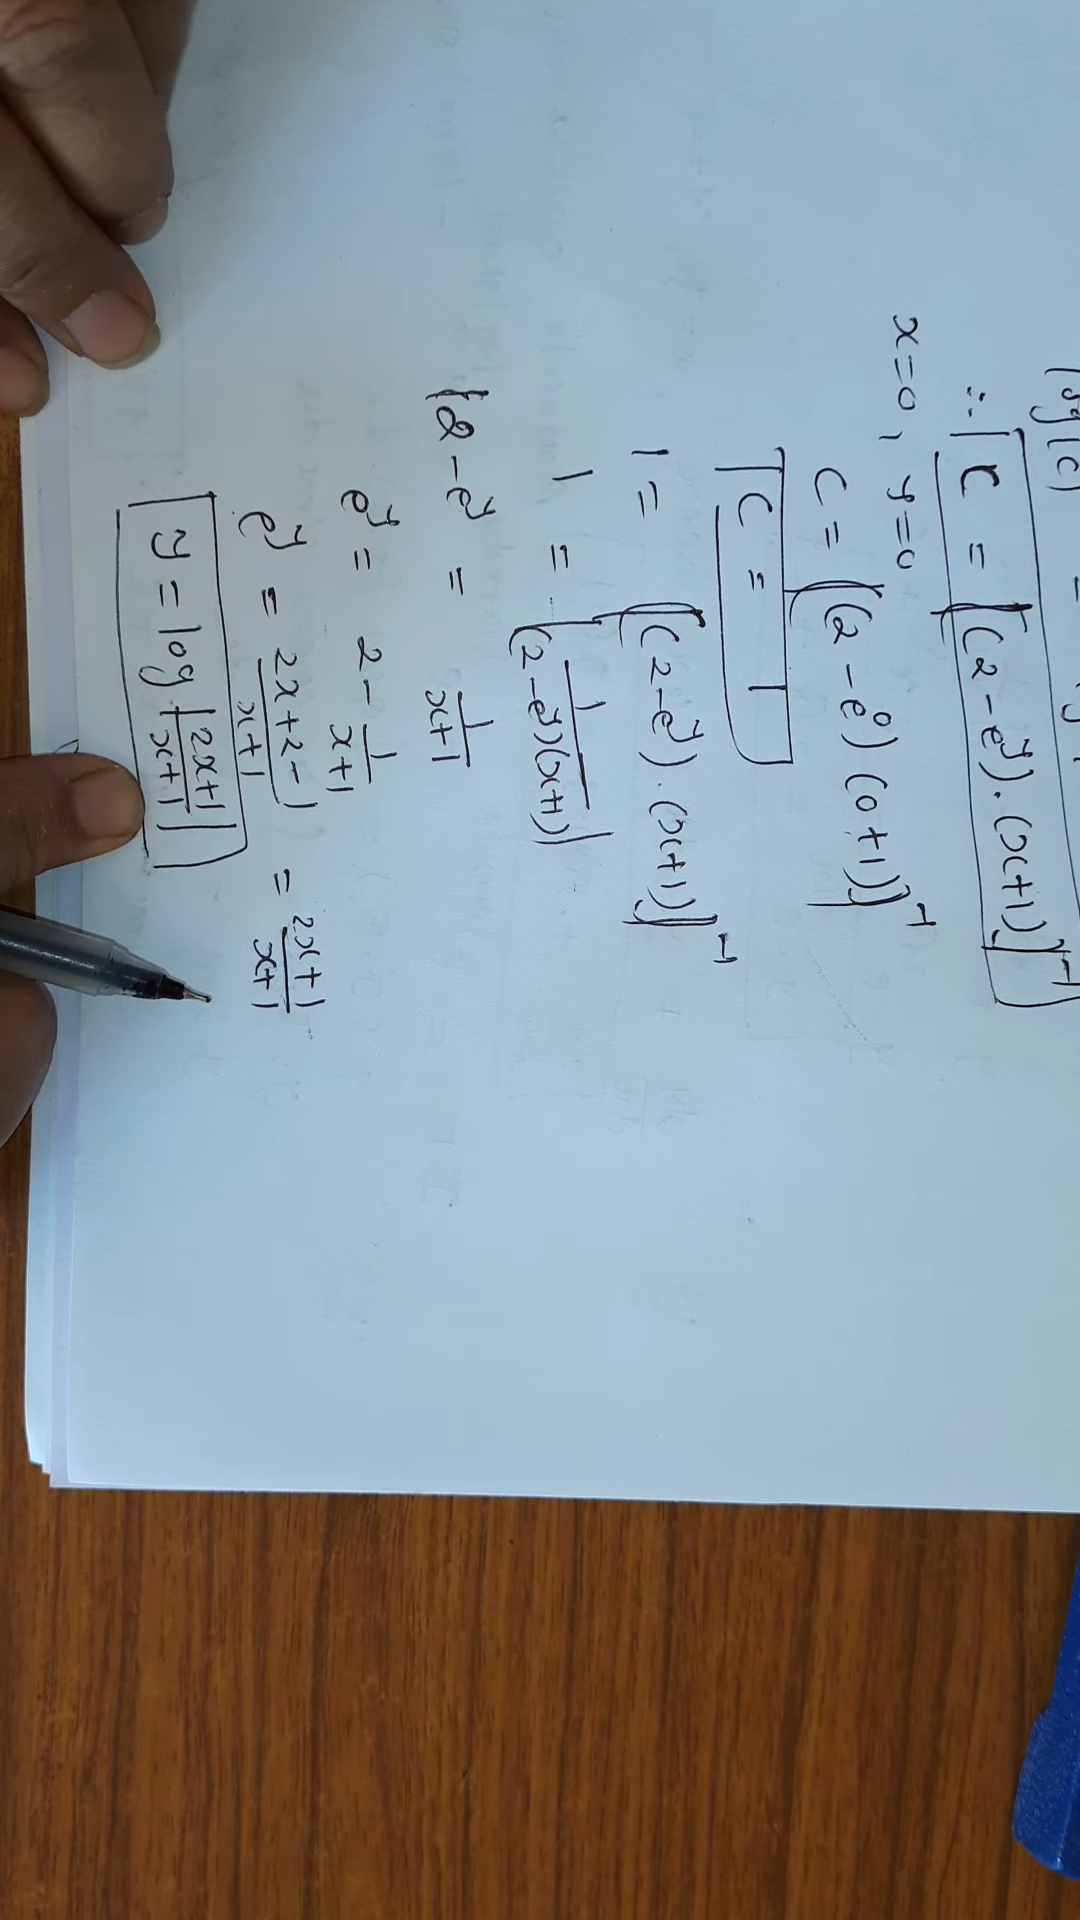 log(c) =
∴ C = [(2-e^y).(x+1)]^-1
x=0, y=0
C = [(2-e^0)(0+1)]^-1
C = 1
1 = [(2-e^y).(x+1)]^-1
1 = |1/((2-e^y)(x+1))|
(2-e^y = 1/(x+1)
e^y = 2 - 1/(x+1)
e^y = (2x+2-1)/(x+1) = (2x+1)/(x+1)
y = log |(2x+1)/(x+1)|